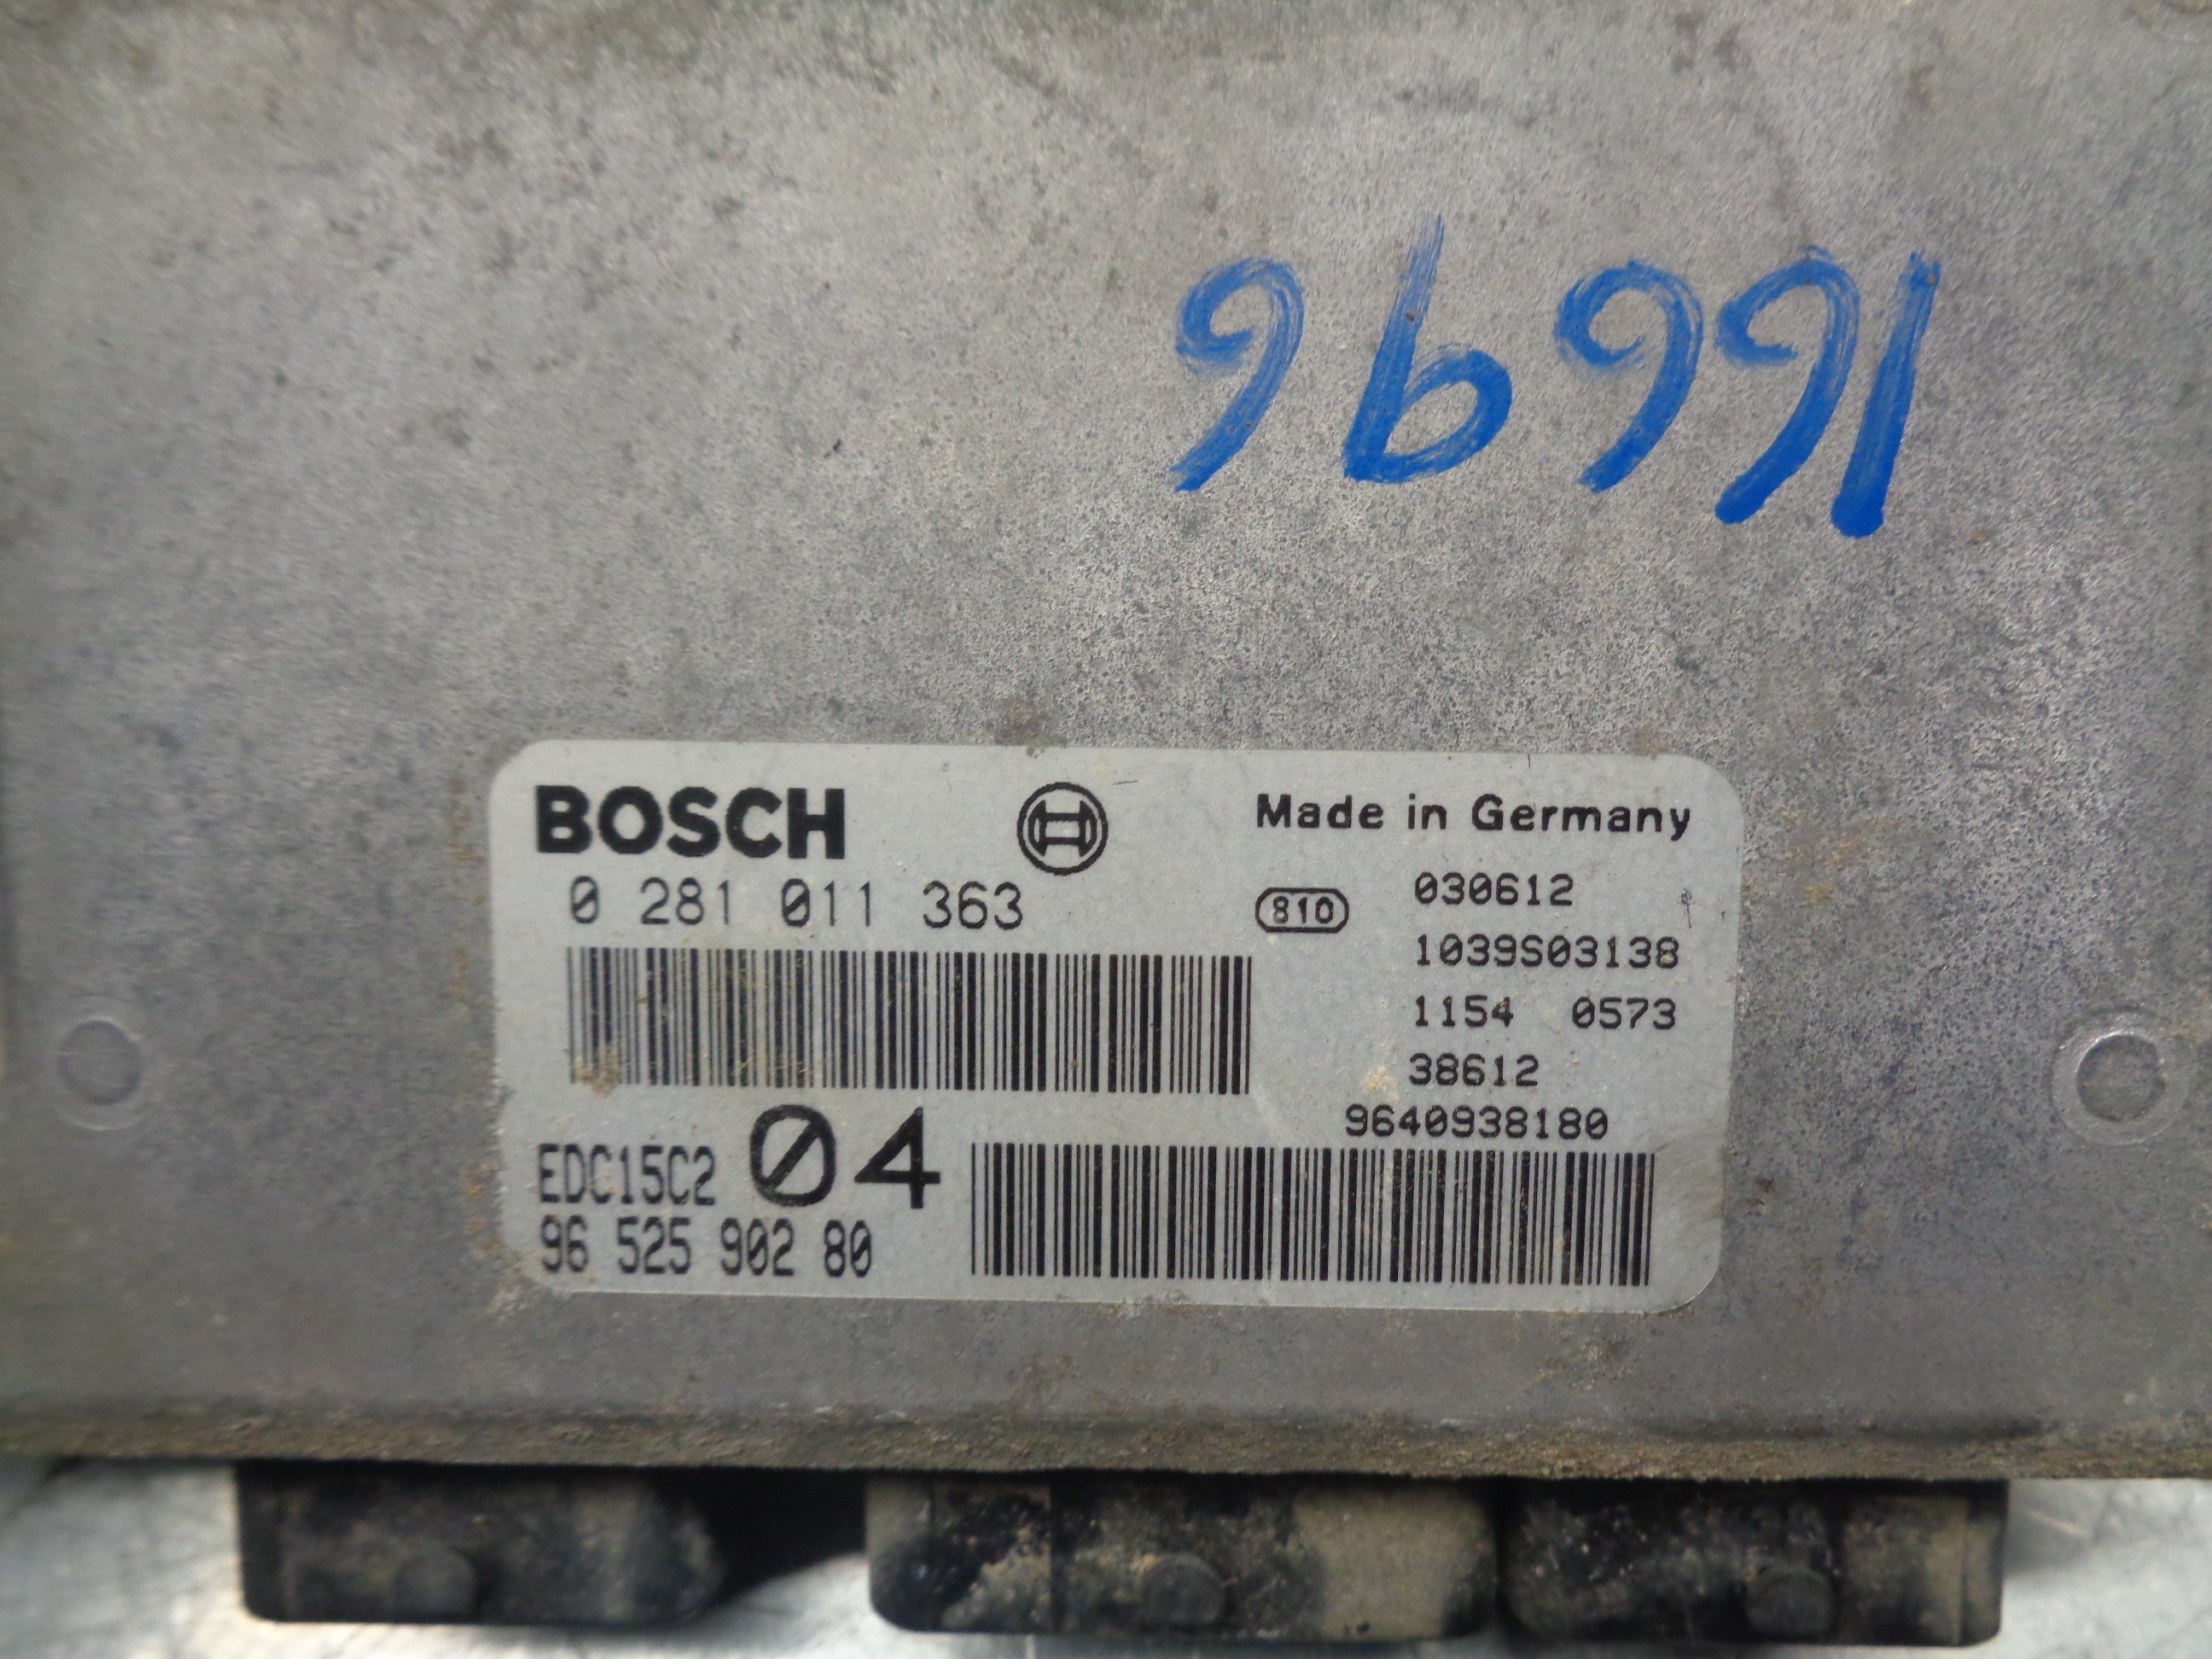 16696
BOSCH
Made in Germany
0 281 011 363
810
030612
1039S03138
1154 0573
38612
9640938180
EDC15C2 04
96 525 902 80